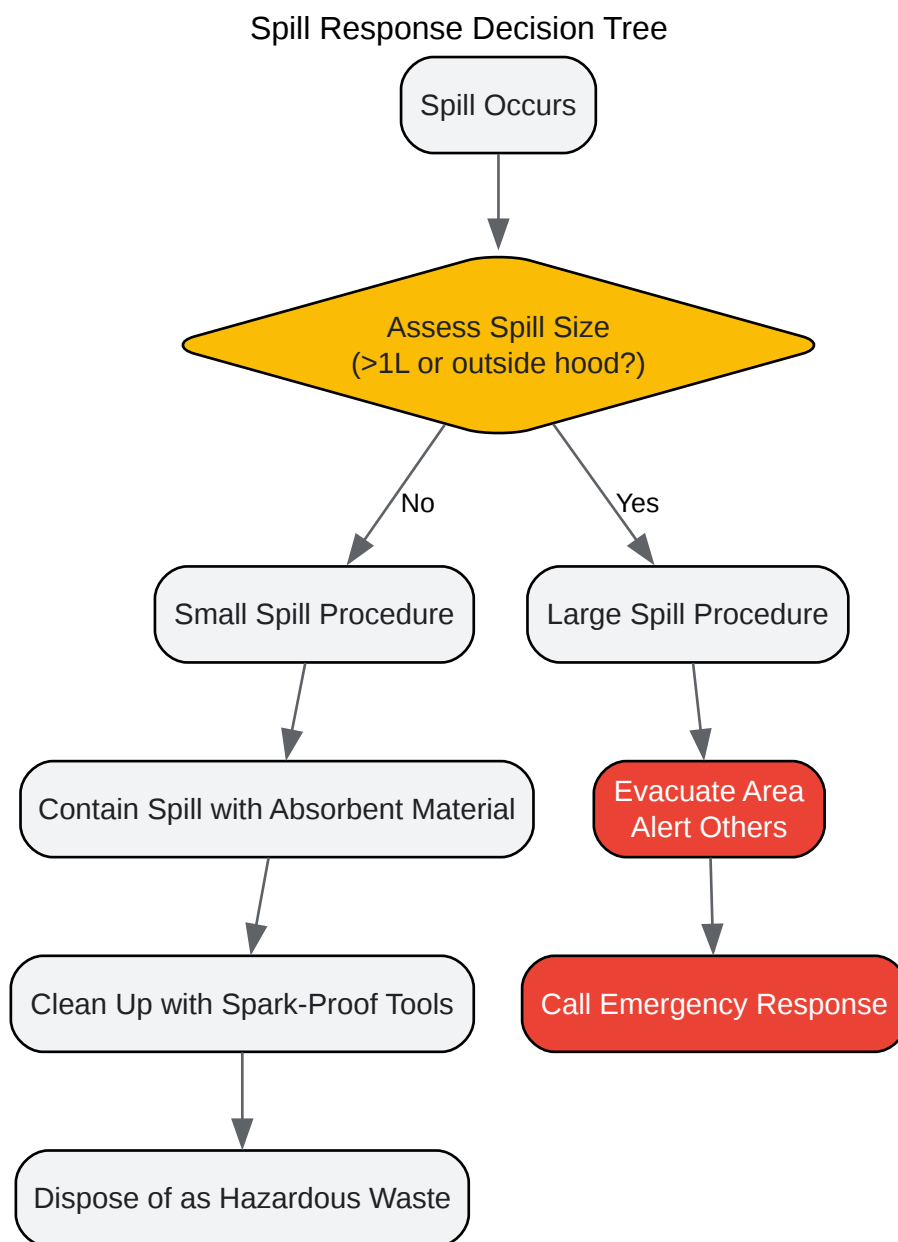 Spill Response Decision Tree
Spill Occurs
Assess Spill Size
(>1L or outside hood?)
No
Yes
Small Spill Procedure
Large Spill Procedure
Contain Spill with Absorbent Material
Evacuate Area
Alert Others
Clean Up with Spark-Proof Tools
Call Emergency Response
Dispose of as Hazardous Waste